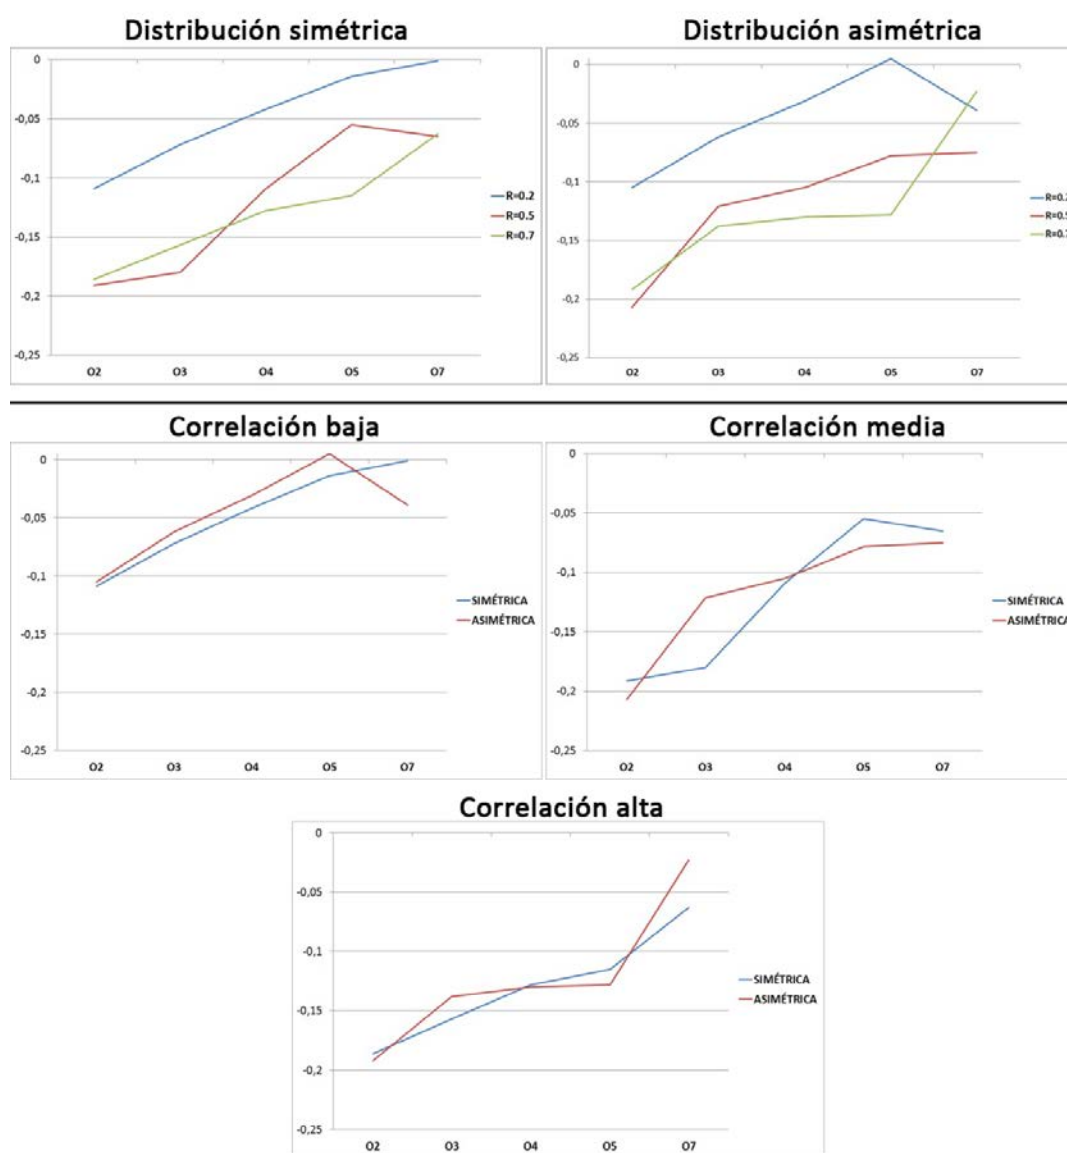 Distribución simétrica
0
-0,05
-0,1
-0,15
-0,2
-0,25
O2 O3 O4 O5 O7
R=0.2
R=0.5
R=0.7
Distribución asimétrica
0
-0,05
-0,1
-0,15
-0,2
-0,25
O2 O3 O4 O5 O7
Correlación baja
0
-0,05
-0,1
-0,15
-0,2
-0,25
O2 O3 O4 O5 O7
SIMÉTRICA
ASIMÉTRICA
Correlación media
0
-0,05
-0,1
-0,15
-0,2
-0,25
O2 O3 O4 O5 O7
SIMÉTRICA
ASIMÉTRICA
Correlación alta
0
-0,05
-0,1
-0,15
-0,2
-0,25
O2 O3 O4 O5 O7
SIMÉTRICA
ASIMÉTRICA